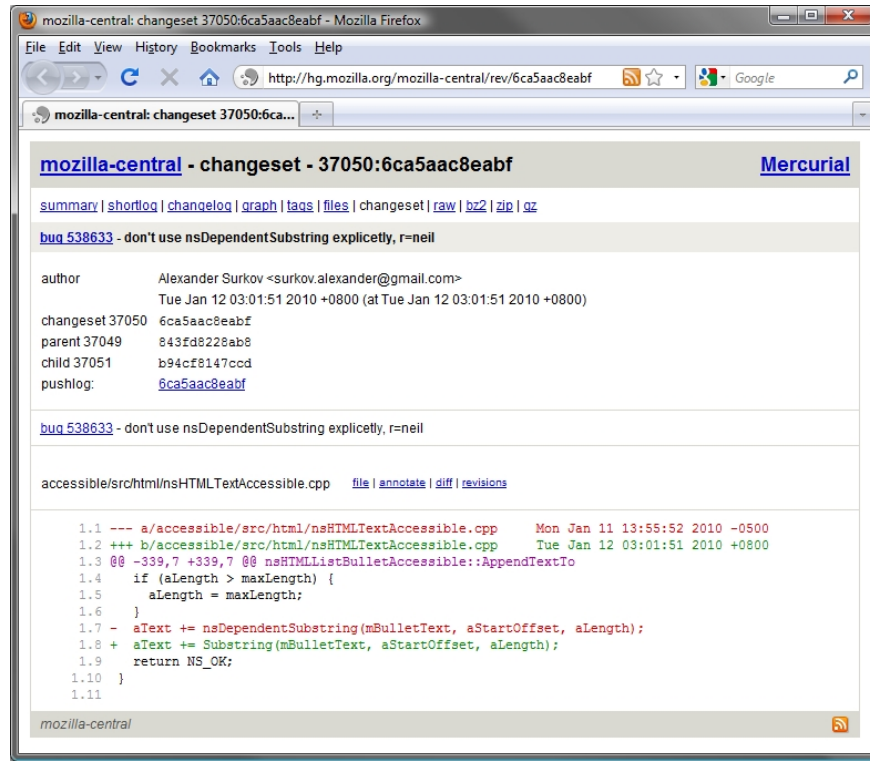 mozilla-central: changeset 37050:6ca5aac8eabf - Mozilla Firefox
File Edit View History Bookmarks Tools Help
http://hg.mozilla.org/mozilla-central/rev/6ca5aac8eabf Google
mozilla-central: changeset 37050:6ca...
mozilla-central - changeset - 37050:6ca5aac8eabf Mercurial
summary | shortlog | changelog | graph | tags | files | changeset | raw | bz2 | zip | gz
bug 538633 - don't use nsDependentSubstring explicetly, r=neil
author Alexander Surkov <surkov.alexander@gmail.com>
Tue Jan 12 03:01:51 2010 +0800 (at Tue Jan 12 03:01:51 2010 +0800)
changeset 37050 6ca5aac8eabf
parent 37049 843fd8228ab8
child 37051 b94cf8147ccd
pushlog: 6ca5aac8eabf
bug 538633 - don't use nsDependentSubstring explicetly, r=neil
accessible/src/html/nsHTMLTextAccessible.cpp file | annotate | diff | revisions
1.1 --- a/accessible/src/html/nsHTMLTextAccessible.cpp Mon Jan 11 13:55:52 2010 -0500
1.2 +++ b/accessible/src/html/nsHTMLTextAccessible.cpp Tue Jan 12 03:01:51 2010 +0800
1.3 @@ -339,7 +339,7 @@ nsHTMLListBulletAccessible::AppendTextTo
1.4 if (aLength > maxLength) {
1.5 aLength = maxLength;
1.6 }
1.7 - aText += nsDependentSubstring(mBulletText, aStartOffset, aLength);
1.8 + aText += Substring(mBulletText, aStartOffset, aLength);
1.9 return NS_OK;
1.10 }
1.11
mozilla-central